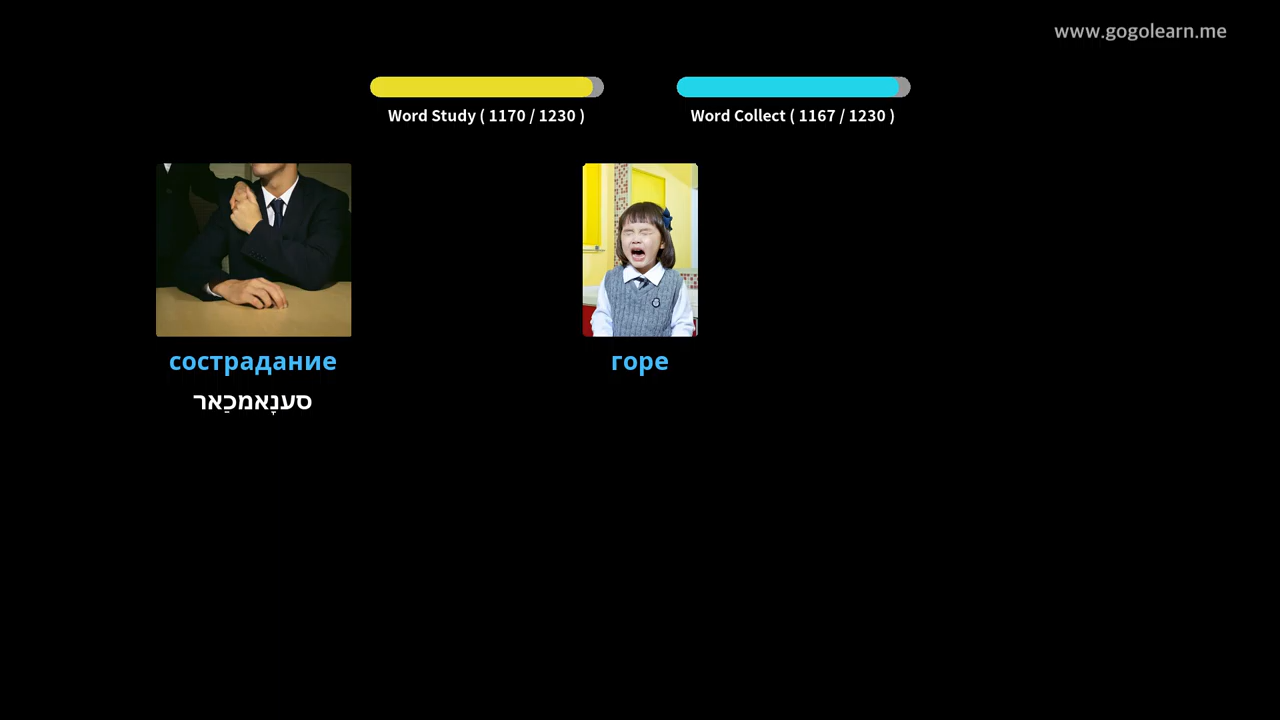 www.gogolearn.me
Word Study ( 1170 / 1230 )
Word Collect ( 1167 / 1230 )
сострадание
горе
סענָאמכַאר